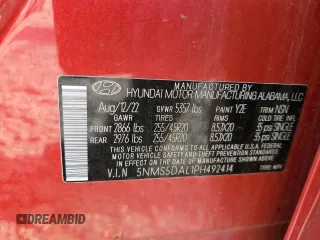 HYUNDAI
MANUFACTURED BY
HYUNDAI MOTOR MANUFACTURING ALABAMA, LLC
Aug/12/22 GVWR 5357 lbs PAINT Y2E TRIM NSN
GAWR TIRES RIMS COLD TIRE INFL
FRONT 2866 lbs 255/45R20 8.5JX20 35 psi SINGLE
REAR 2976 lbs 255/45R20 8.5JX20 35 psi SINGLE
THIS VEHICLE CONFORMS TO ALL APPLICABLE U.S.A. FEDERAL
MOTOR VEHICLE SAFETY AND THEFT PREVENTION STANDARDS IN
EFFECT ON THE DATE OF MANUFACTURE SHOWN ABOVE.
V.I.N 5NMS5DAL1PH492414 TYPE: MPV
DREAMBID